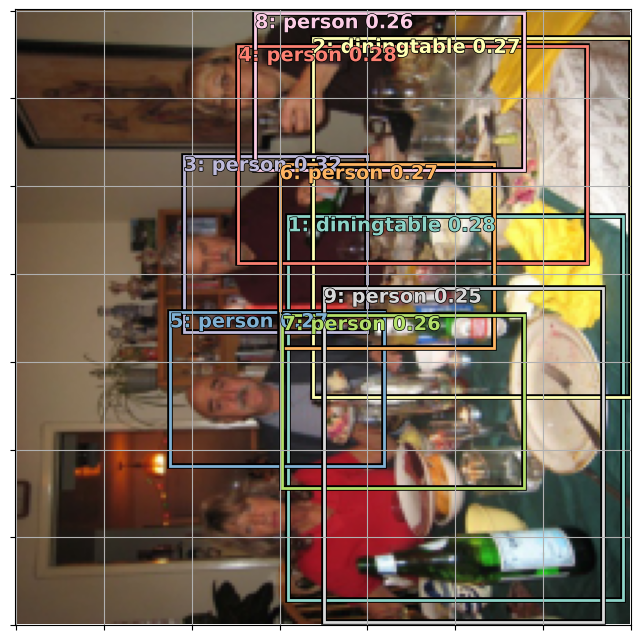 8: person 0.26
2: diningtable 0.27
4: person 0.28
3: person 0.32
6: person 0.27
1: diningtable 0.28
9: person 0.25
5: person 0.27
7: person 0.26